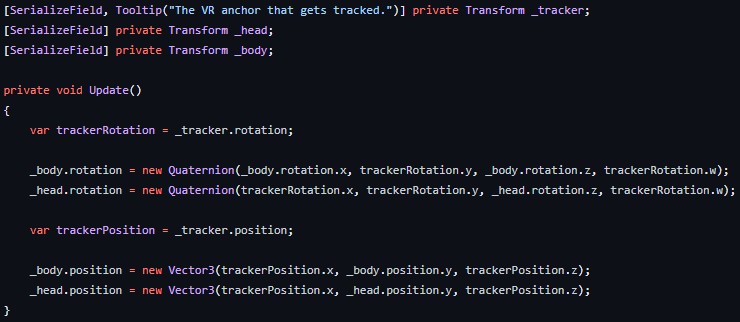 [SerializeField, Tooltip("The VR anchor that gets tracked.")] private Transform _tracker;
[SerializeField] private Transform _head;
[SerializeField] private Transform _body;
private void Update()
{
var trackerRotation = _tracker.rotation;
_body.rotation = new Quaternion(_body.rotation.x, trackerRotation.y, _body.rotation.z, trackerRotation.w);
_head.rotation = new Quaternion(trackerRotation.x, trackerRotation.y, _head.rotation.z, trackerRotation.w);
var trackerPosition = _tracker.position;
_body.position = new Vector3(trackerPosition.x, _body.position.y, trackerPosition.z);
_head.position = new Vector3(trackerPosition.x, _head.position.y, trackerPosition.z);
}